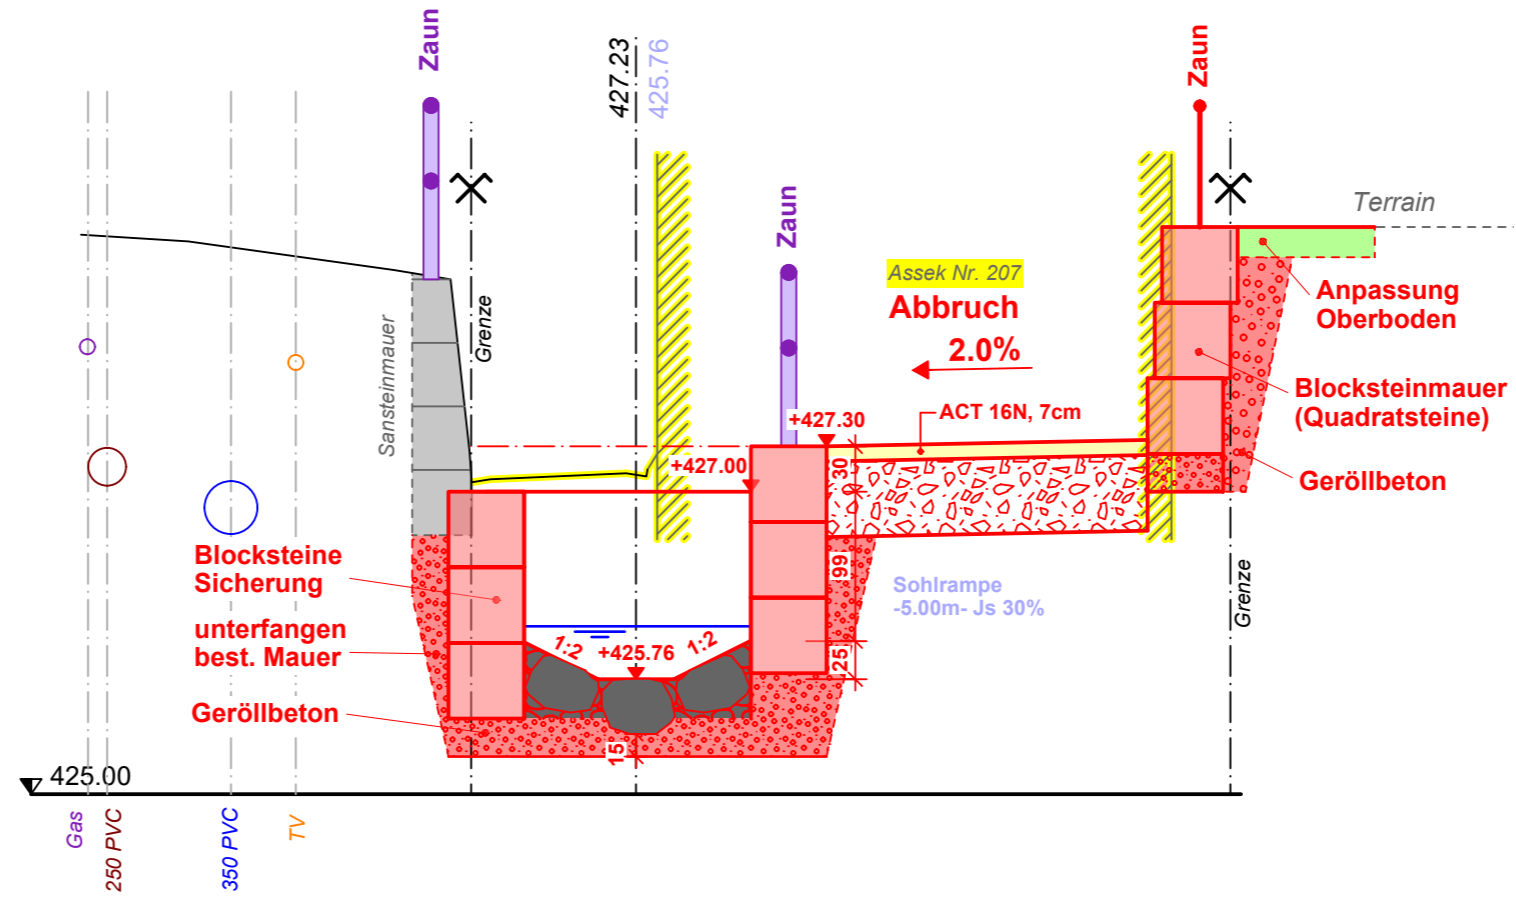 Zaun
427.23
425.76
Zaun
Terrain
Zaun
Assek Nr. 207
Abbruch
2.0%
Anpassung
Oberboden
Sansteinmauer
Grenze
Blocksteinmauer
(Quadratsteine)
+427.30
ACT 16N, 7cm
+427.00
30
Geröllbeton
Blocksteine
Sicherung
99
Sohlrampe
-5.00m- Js 30%
Grenze
unterfangen
best. Mauer
1:2
+425.76
1:2
25
Geröllbeton
15
425.00
Gas
250 PVC
350 PVC
TV